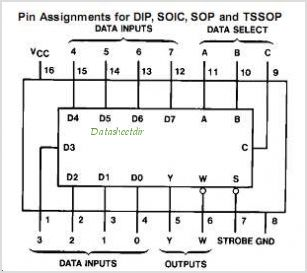 Pin Assignments for DIP, SOIC, SOP and TSSOP
DATA INPUTS DATA SELECT
VCC 4 5 6 7 A B C
16 15 14 13 12 11 10 9
D4 D5 D6 D7 A B
Datasheetdir
D3 C
D2 D1 D0 Y W S
1 2 3 4 5 6 7 8
3 2 1 0 Y W STROBE GND
DATA INPUTS OUTPUTS